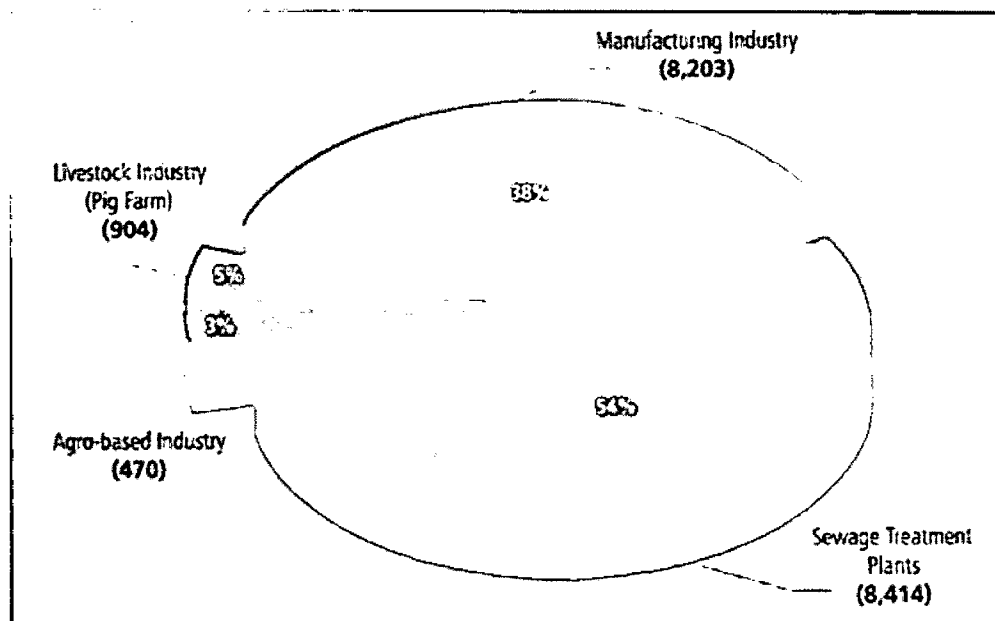 Manufacturing Industry
(8,203)
38%
Livestock Industry
(Pig Farm)
(904)
5%
3%
54%
Agro-based Industry
(470)
Sewage Treatment
Plants
(8,414)